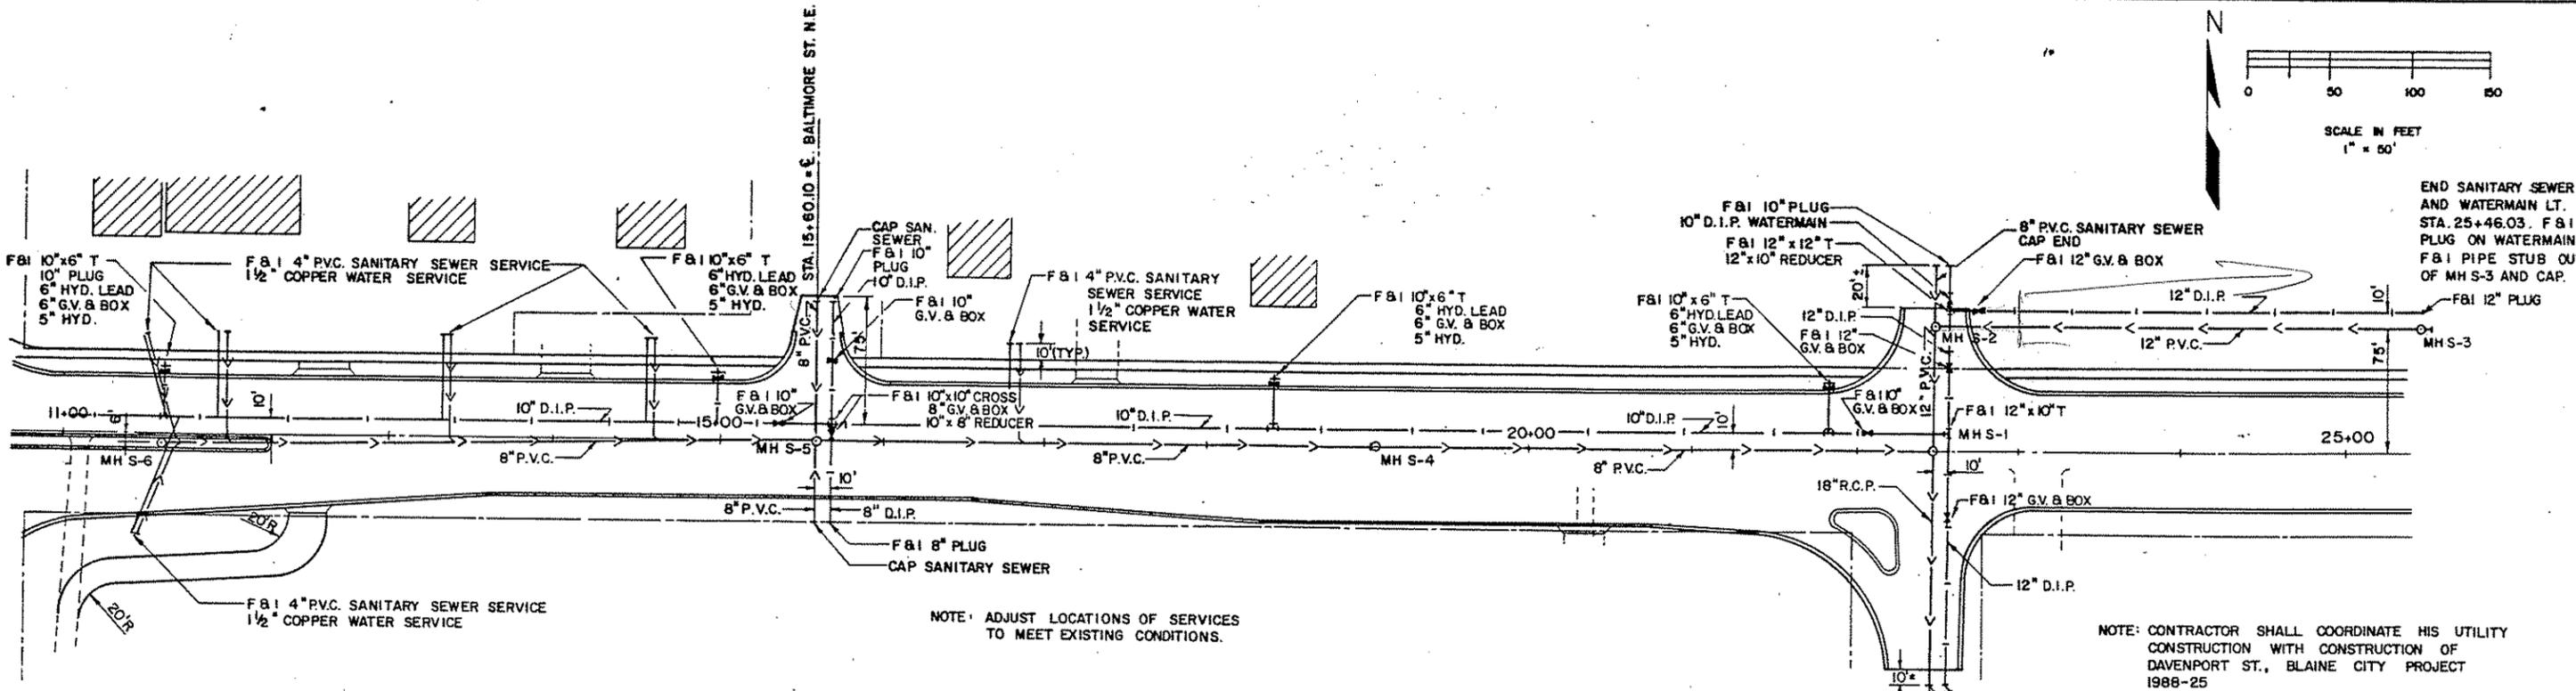 STA. 15+60.10 = ℄ BALTIMORE ST. N.E.
N
0 50 100 150
SCALE IN FEET
1" = 50'
END SANITARY SEWER
AND WATERMAIN LT.
STA. 25+46.03. F&I
PLUG ON WATERMAIN
F&I PIPE STUB OU
OF MH S-3 AND CAP.
F&I 10"x6" T
10" PLUG
6" HYD. LEAD
6" G.V. & BOX
5" HYD.
F&I 4" P.V.C. SANITARY SEWER SERVICE
1½" COPPER WATER SERVICE
F&I 10"x6" T
6" HYD. LEAD
6" G.V. & BOX
5" HYD.
CAP SAN.
SEWER
F&I 10"
PLUG
10" D.I.P.
F&I 10"
G.V. & BOX
8" P.V.C.
75'
F&I 4" P.V.C. SANITARY
SEWER SERVICE
1½" COPPER WATER
SERVICE
10' (TYP.)
F&I 10"x6" T
6" HYD. LEAD
6" G.V. & BOX
5" HYD.
F&I 10"x6" T
6" HYD. LEAD
6" G.V. & BOX
5" HYD.
F&I 10" PLUG
10" D.I.P. WATERMAIN
F&I 12" x 12" T
12"x10" REDUCER
20'±
12" D.I.P.
F&I 12"
G.V. & BOX
8" P.V.C. SANITARY SEWER
CAP END
F&I 12" G.V. & BOX
12" D.I.P.
10'
F&I 12" PLUG
MH S-2
12" P.V.C.
MH S-3
75'
12" P.V.C.
11+00
6'
10'
10" D.I.P.
15+00
F&I 10"
G.V. & BOX
F&I 10"x10" CROSS
8" G.V. & BOX
10" x 8" REDUCER
10" D.I.P.
20+00
10" D.I.P.
10'
F&I 10"
G.V. & BOX
F&I 12"x10" T
MH S-1
25+00
MH S-6
8" P.V.C.
MH S-5
8" P.V.C.
MH S-4
8" P.V.C.
10'
10'
8" P.V.C.
8" D.I.P.
18" R.C.P.
F&I 12" G.V. & BOX
20'R
F&I 8" PLUG
CAP SANITARY SEWER
12" D.I.P.
20'R
F&I 4" P.V.C. SANITARY SEWER SERVICE
1½" COPPER WATER SERVICE
NOTE: ADJUST LOCATIONS OF SERVICES
TO MEET EXISTING CONDITIONS.
NOTE: CONTRACTOR SHALL COORDINATE HIS UTILITY
CONSTRUCTION WITH CONSTRUCTION OF
DAVENPORT ST., BLAINE CITY PROJECT
1988-25
10'±